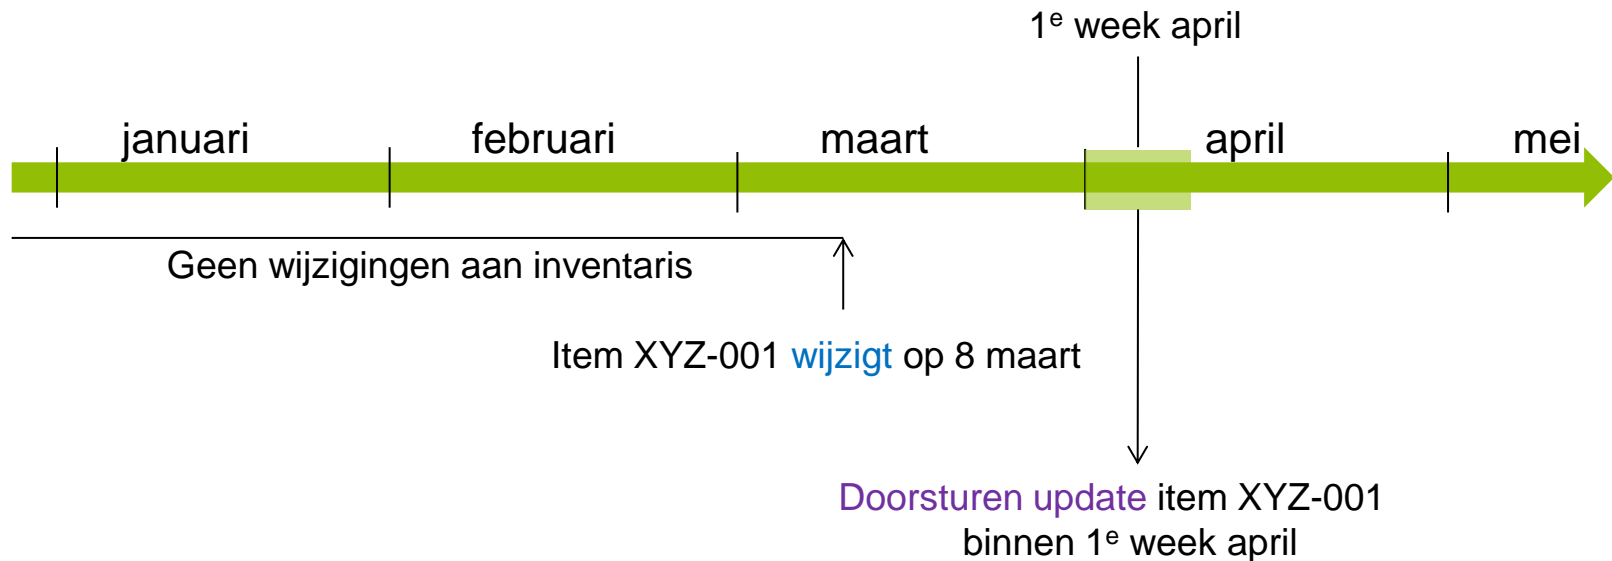 1e week april
januari februari maart april mei
Geen wijzigingen aan inventaris
Item XYZ-001 wijzigt op 8 maart
Doorsturen update item XYZ-001
binnen 1e week april